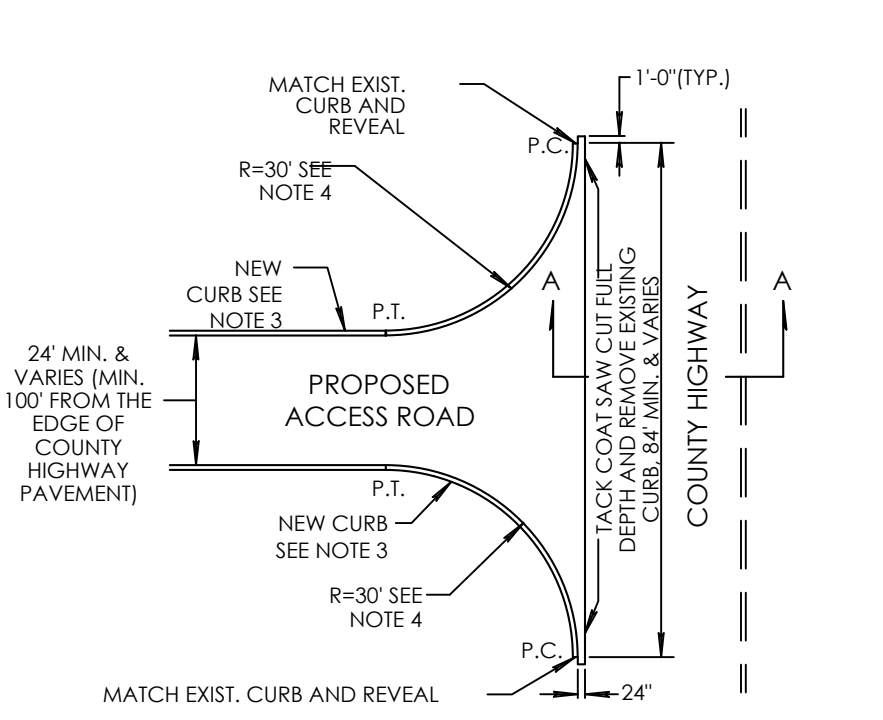 MATCH EXIST.
CURB AND
REVEAL
1'-0"(TYP.)
P.C.
R=30' SEE
NOTE 4
NEW
CURB SEE
NOTE 3
P.T.
A
A
24' MIN. &
VARIES (MIN.
100' FROM THE
EDGE OF
COUNTY
HIGHWAY
PAVEMENT)
PROPOSED
ACCESS ROAD
TACK COAT SAW CUT FULL
DEPTH AND REMOVE EXISTING
CURB, 84' MIN. & VARIES
COUNTY HIGHWAY
P.T.
NEW CURB
SEE NOTE 3
R=30' SEE
NOTE 4
P.C.
MATCH EXIST. CURB AND REVEAL
24"